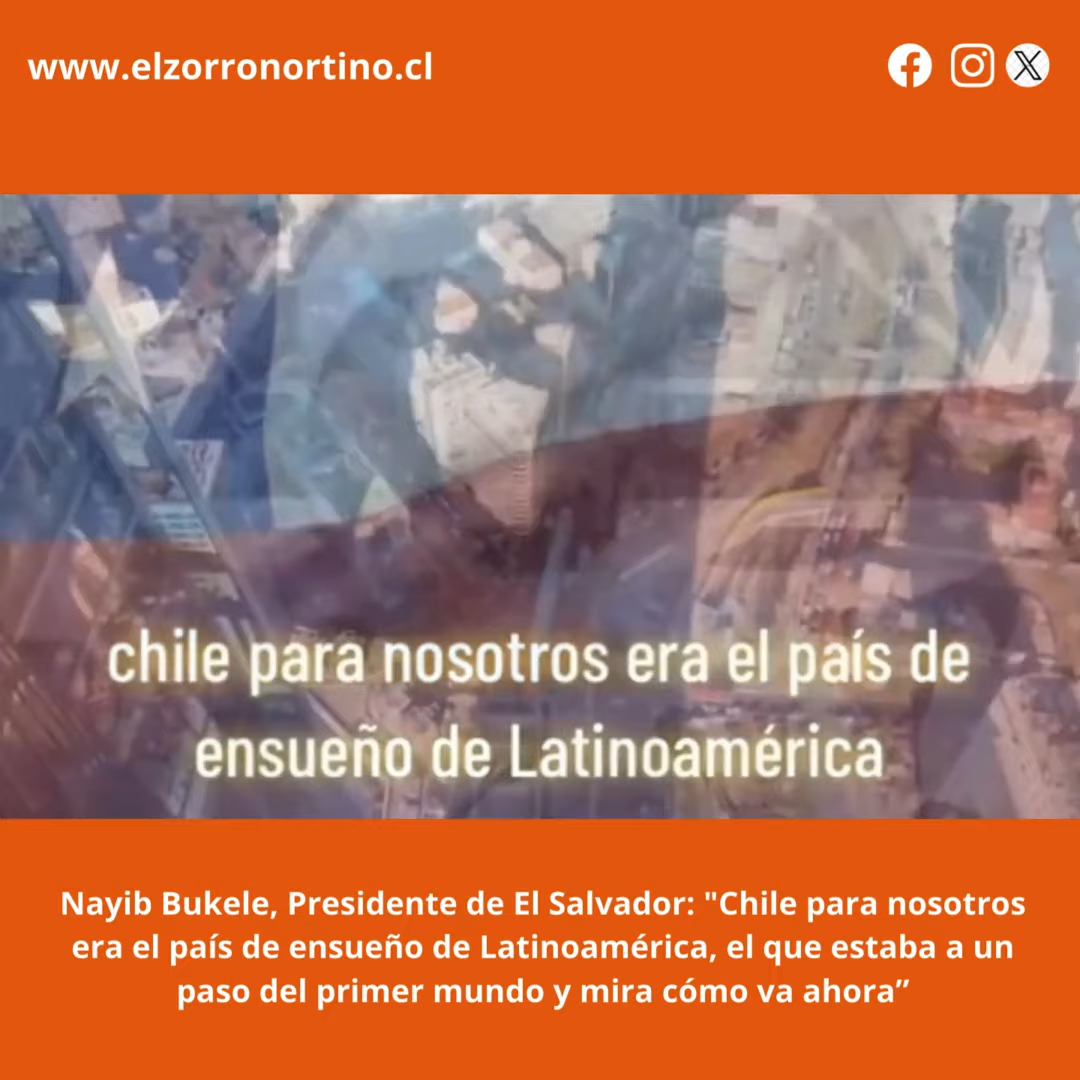 www.elzorronortino.cl
chile para nosotros era el país de
ensueño de Latinoamérica
Nayib Bukele, Presidente de El Salvador: "Chile para nosotros
era el país de ensueño de Latinoamérica, el que estaba a un
paso del primer mundo y mira cómo va ahora”